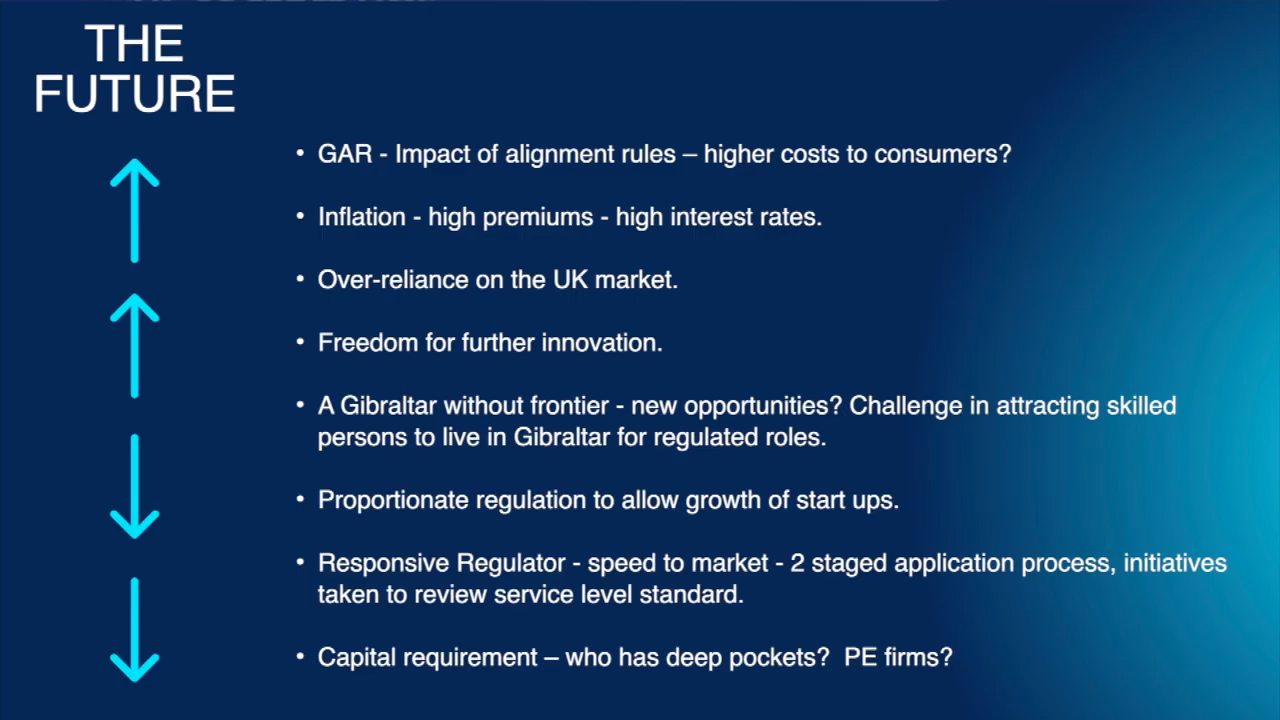 THE
FUTURE
• GAR - Impact of alignment rules – higher costs to consumers?
• Inflation - high premiums - high interest rates.
• Over-reliance on the UK market.
• Freedom for further innovation.
• A Gibraltar without frontier - new opportunities? Challenge in attracting skilled
persons to live in Gibraltar for regulated roles.
• Proportionate regulation to allow growth of start ups.
• Responsive Regulator - speed to market - 2 staged application process, initiatives
taken to review service level standard.
• Capital requirement – who has deep pockets?  PE firms?